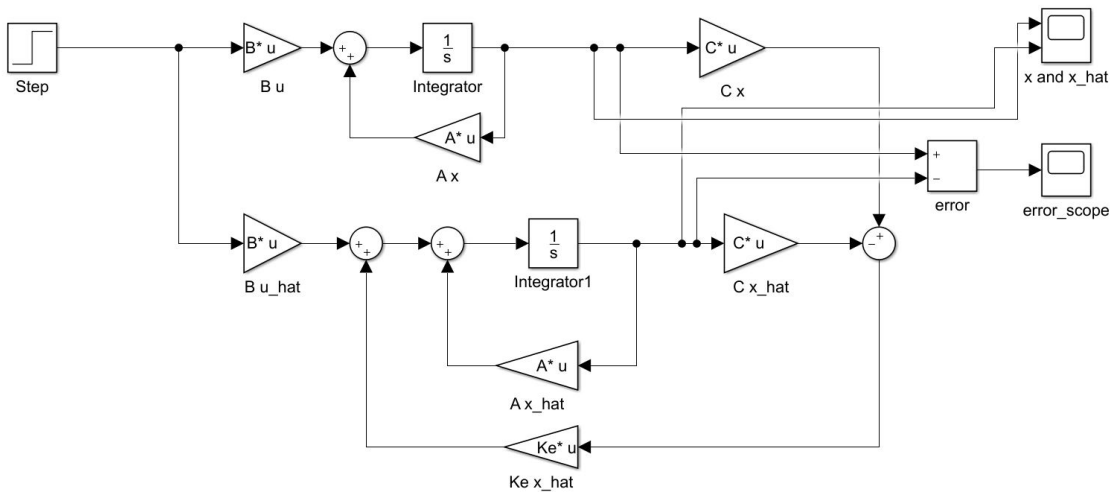 Step
B* u
B u
+
+
1
s
Integrator
C* u
C x
x and x_hat
A* u
A x
+
−
error
error_scope
B* u
B u_hat
+
+
+
+
1
s
Integrator1
C* u
C x_hat
+
−
A* u
A x_hat
Ke* u
Ke x_hat